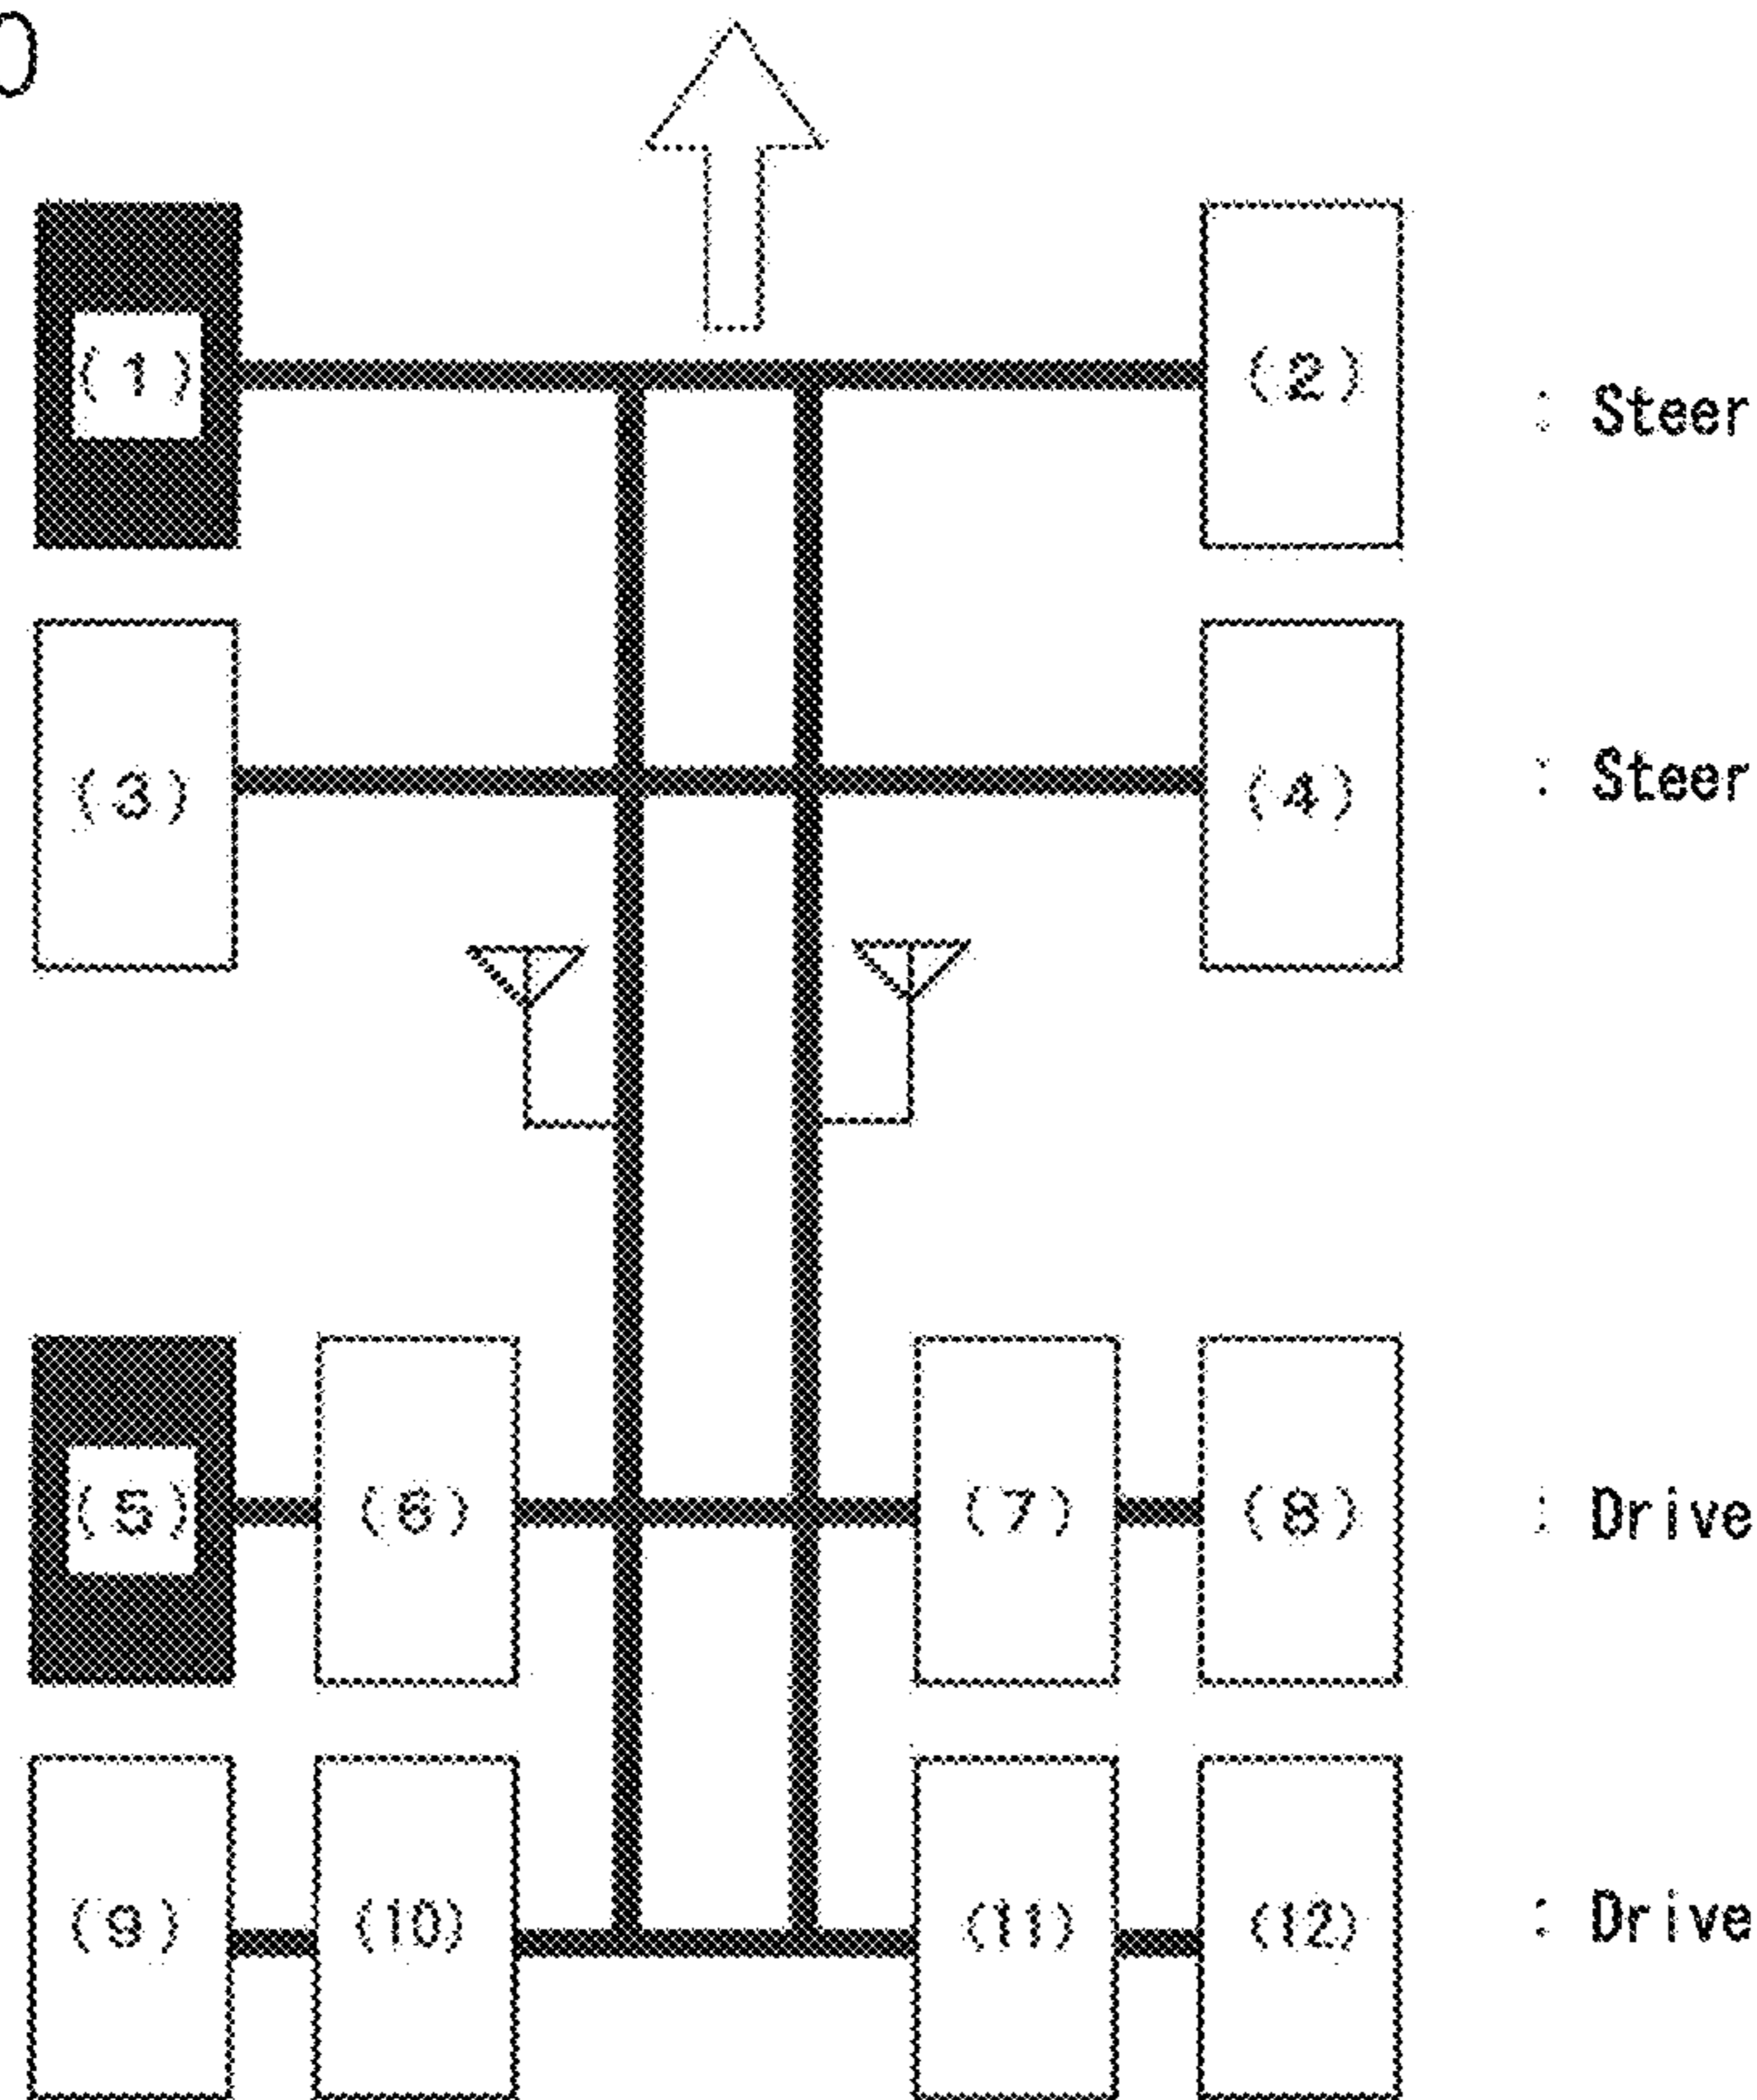 (1) (2) : Steer
(3) (4) : Steer
(5) (6) (7) (8) : Drive
(9) (10) (11) (12) : Drive